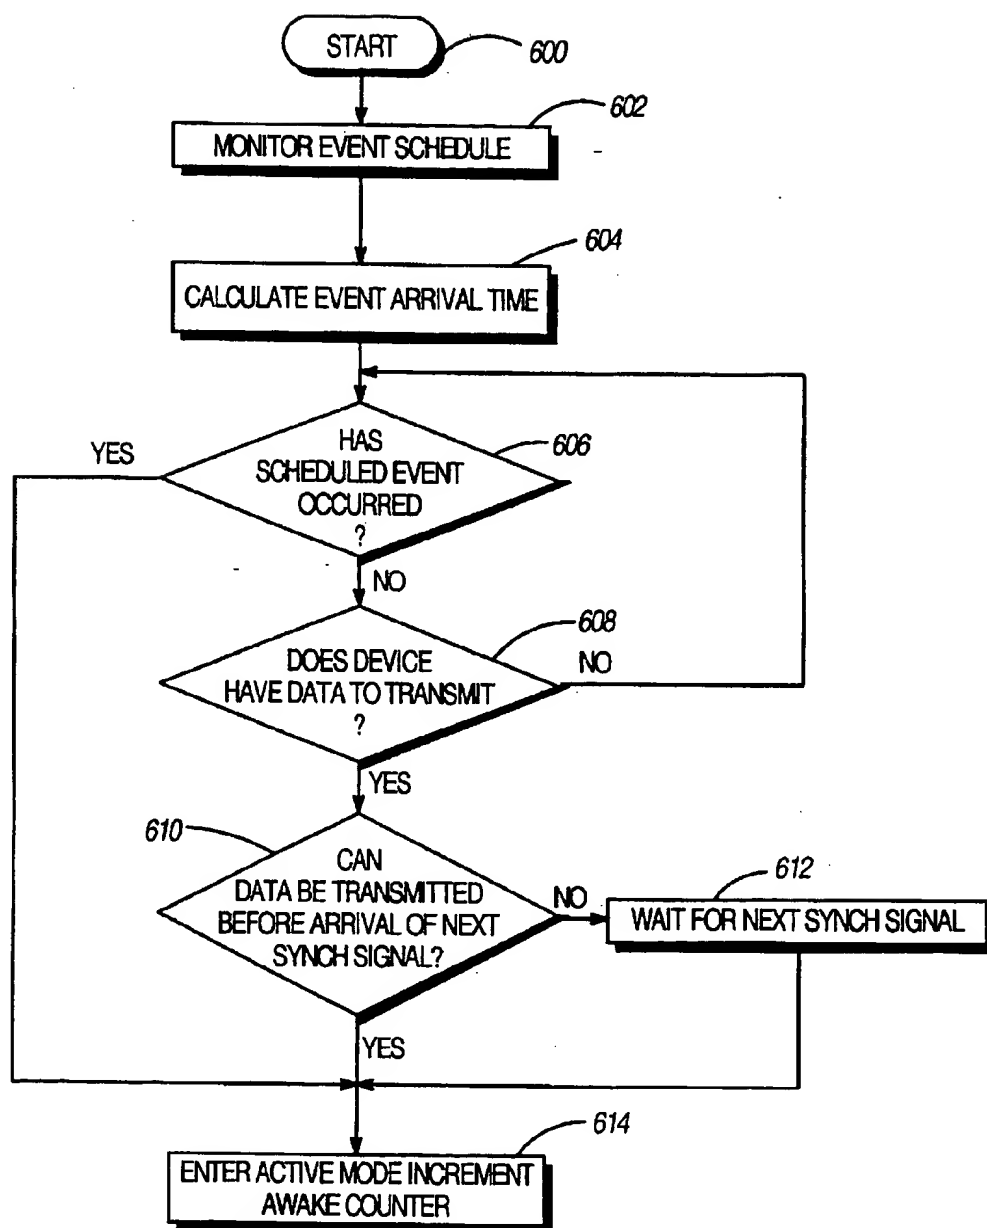 START
600
602
MONITOR EVENT SCHEDULE
604
CALCULATE EVENT ARRIVAL TIME
YES
HAS
SCHEDULED EVENT
OCCURRED
?
606
NO
608
DOES DEVICE
HAVE DATA TO TRANSMIT
?
NO
YES
610
CAN
DATA BE TRANSMITTED
BEFORE ARRIVAL OF NEXT
SYNCH SIGNAL?
NO
612
WAIT FOR NEXT SYNCH SIGNAL
YES
614
ENTER ACTIVE MODE INCREMENT
AWAKE COUNTER